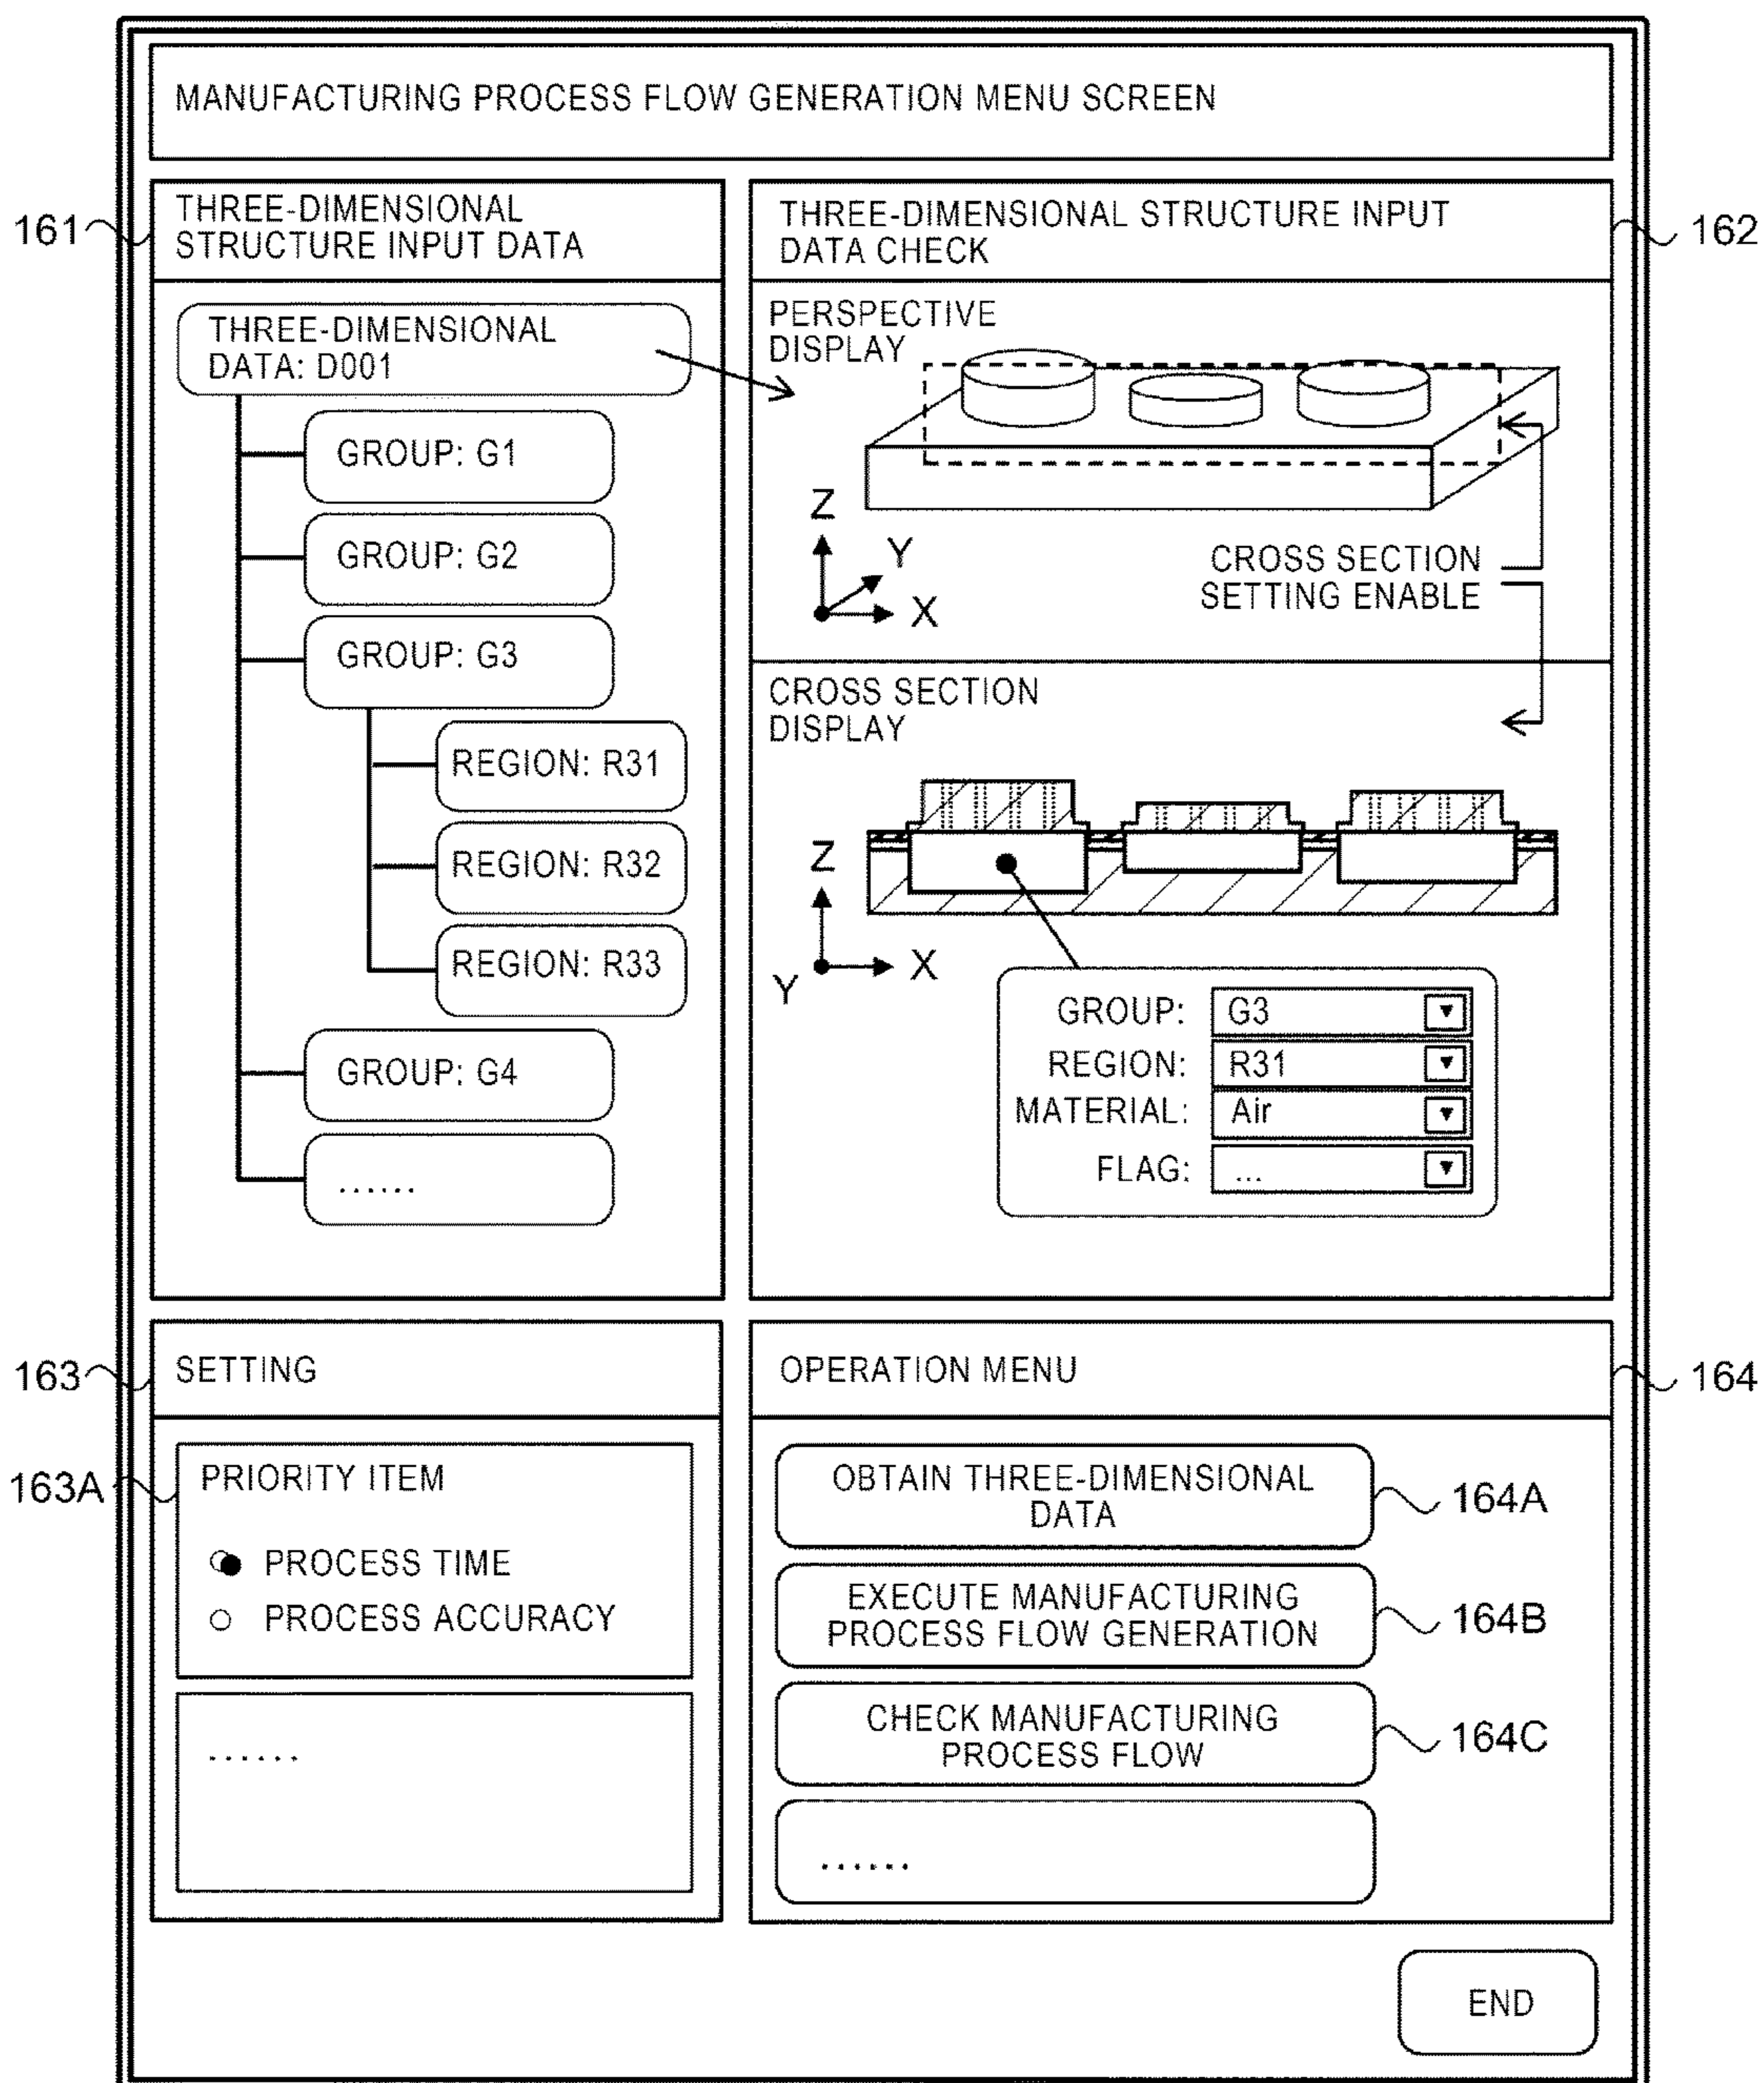 MANUFACTURING PROCESS FLOW GENERATION MENU SCREEN
161
THREE-DIMENSIONAL
STRUCTURE INPUT DATA
THREE-DIMENSIONAL
DATA: D001
GROUP: G1
GROUP: G2
GROUP: G3
REGION: R31
REGION: R32
REGION: R33
GROUP: G4
......
162
THREE-DIMENSIONAL STRUCTURE INPUT
DATA CHECK
PERSPECTIVE
DISPLAY
Z
Y
X
CROSS SECTION
SETTING ENABLE
CROSS SECTION
DISPLAY
Z
Y
X
GROUP: G3
REGION: R31
MATERIAL: Air
FLAG: ...
163
SETTING
163A
PRIORITY ITEM
PROCESS TIME
PROCESS ACCURACY
......
164
OPERATION MENU
OBTAIN THREE-DIMENSIONAL
DATA
164A
EXECUTE MANUFACTURING
PROCESS FLOW GENERATION
164B
CHECK MANUFACTURING
PROCESS FLOW
164C
......
END